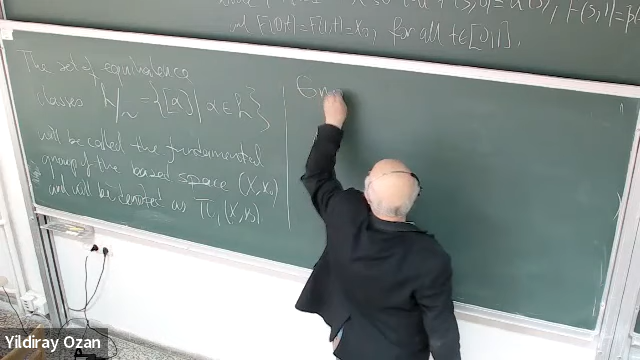 and F(0,t)=F(1,t)=x₀, for all t∈[0,1].
The set of equivalence
classes = {[α] | α∈
will be called the fundamental
group of the based space (X,x₀)
and will be denoted as π₁(X,x₀).
Yildiray Ozan